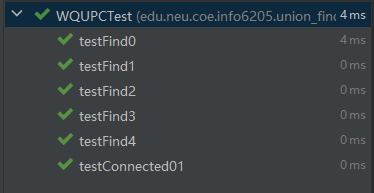 WQUPCTest (edu.neu.coe.info6205.union_find 4 ms
testFind0 4 ms
testFind1 0 ms
testFind2 0 ms
testFind3 0 ms
testFind4 0 ms
testConnected01 0 ms